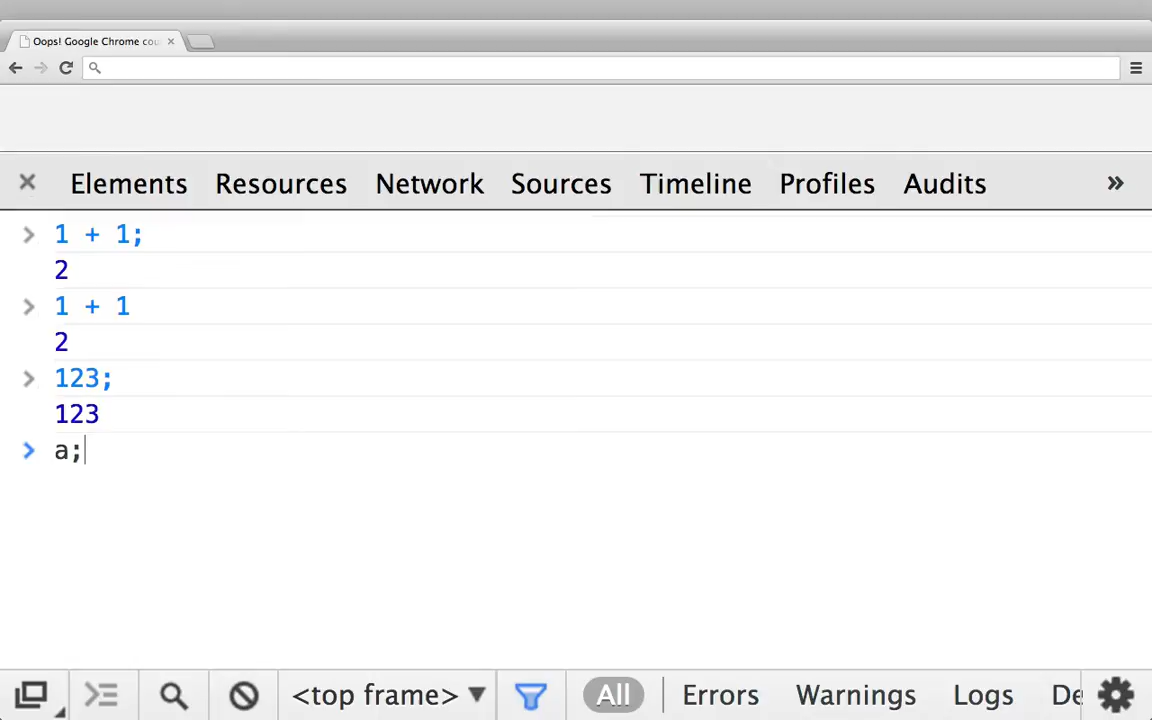 Oops! Google Chrome cou
Elements Resources Network Sources Timeline Profiles Audits »
> 1 + 1;
2
> 1 + 1
2
> 123;
123
> a;
<top frame> ▼ All Errors Warnings Logs De